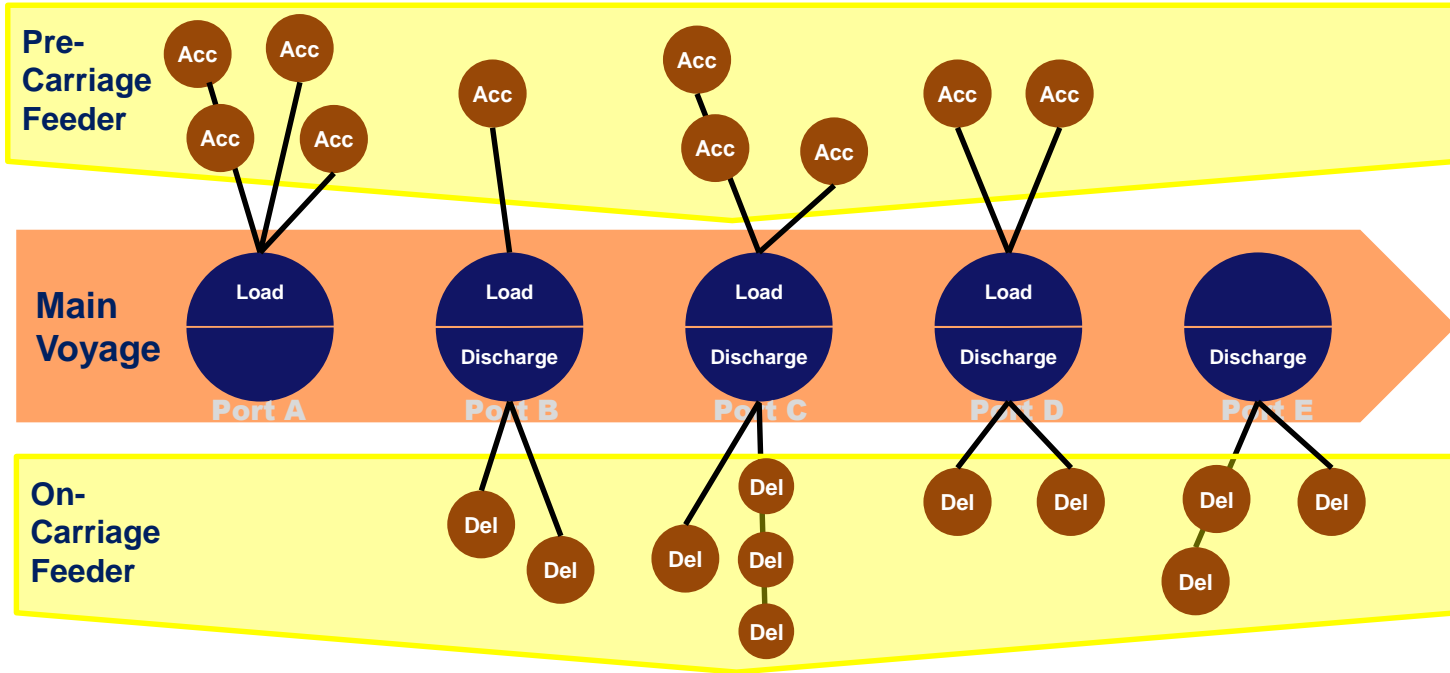 Pre-
Carriage
Feeder
Acc
Acc
Acc
Acc
Acc
Acc
Acc
Acc
Acc
Acc
Main
Voyage
Load
Load
Discharge
Load
Discharge
Load
Discharge
Discharge
Port A
Port B
Port C
Port D
Port E
On-
Carriage
Feeder
Del
Del
Del
Del
Del
Del
Del
Del
Del
Del
Del